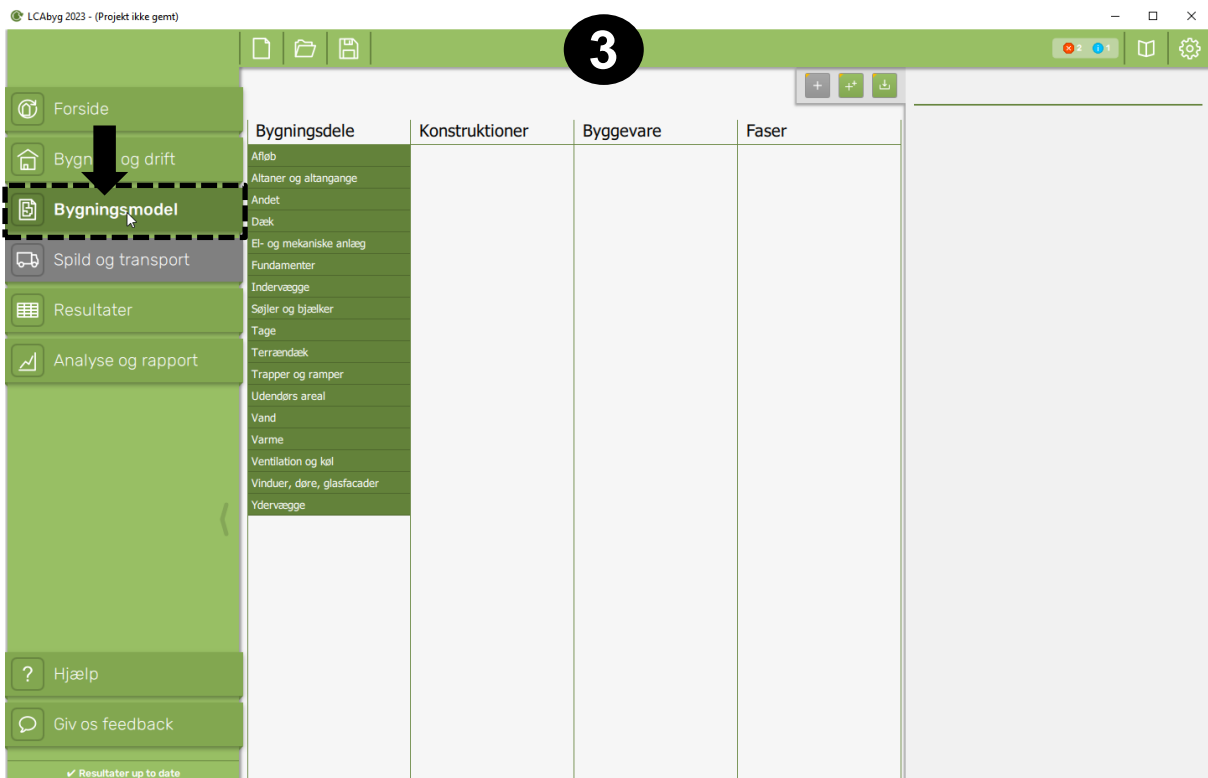 LCAbyg 2023 - (Projekt ikke gemt)
3
2 1
Forside
Bygn og drift
Bygningsmodel
Spild og transport
Resultater
Analyse og rapport
Hjælp
Giv os feedback
✔ Resultater up to date
Bygningsdele Konstruktioner Byggevare Faser
Afløb
Altaner og altangange
Andet
Dæk
El- og mekaniske anlæg
Fundamenter
Indervægge
Søjler og bjælker
Tage
Terrændæk
Trapper og ramper
Udendørs areal
Vand
Varme
Ventilation og køl
Vinduer, døre, glasfacader
Ydervægge